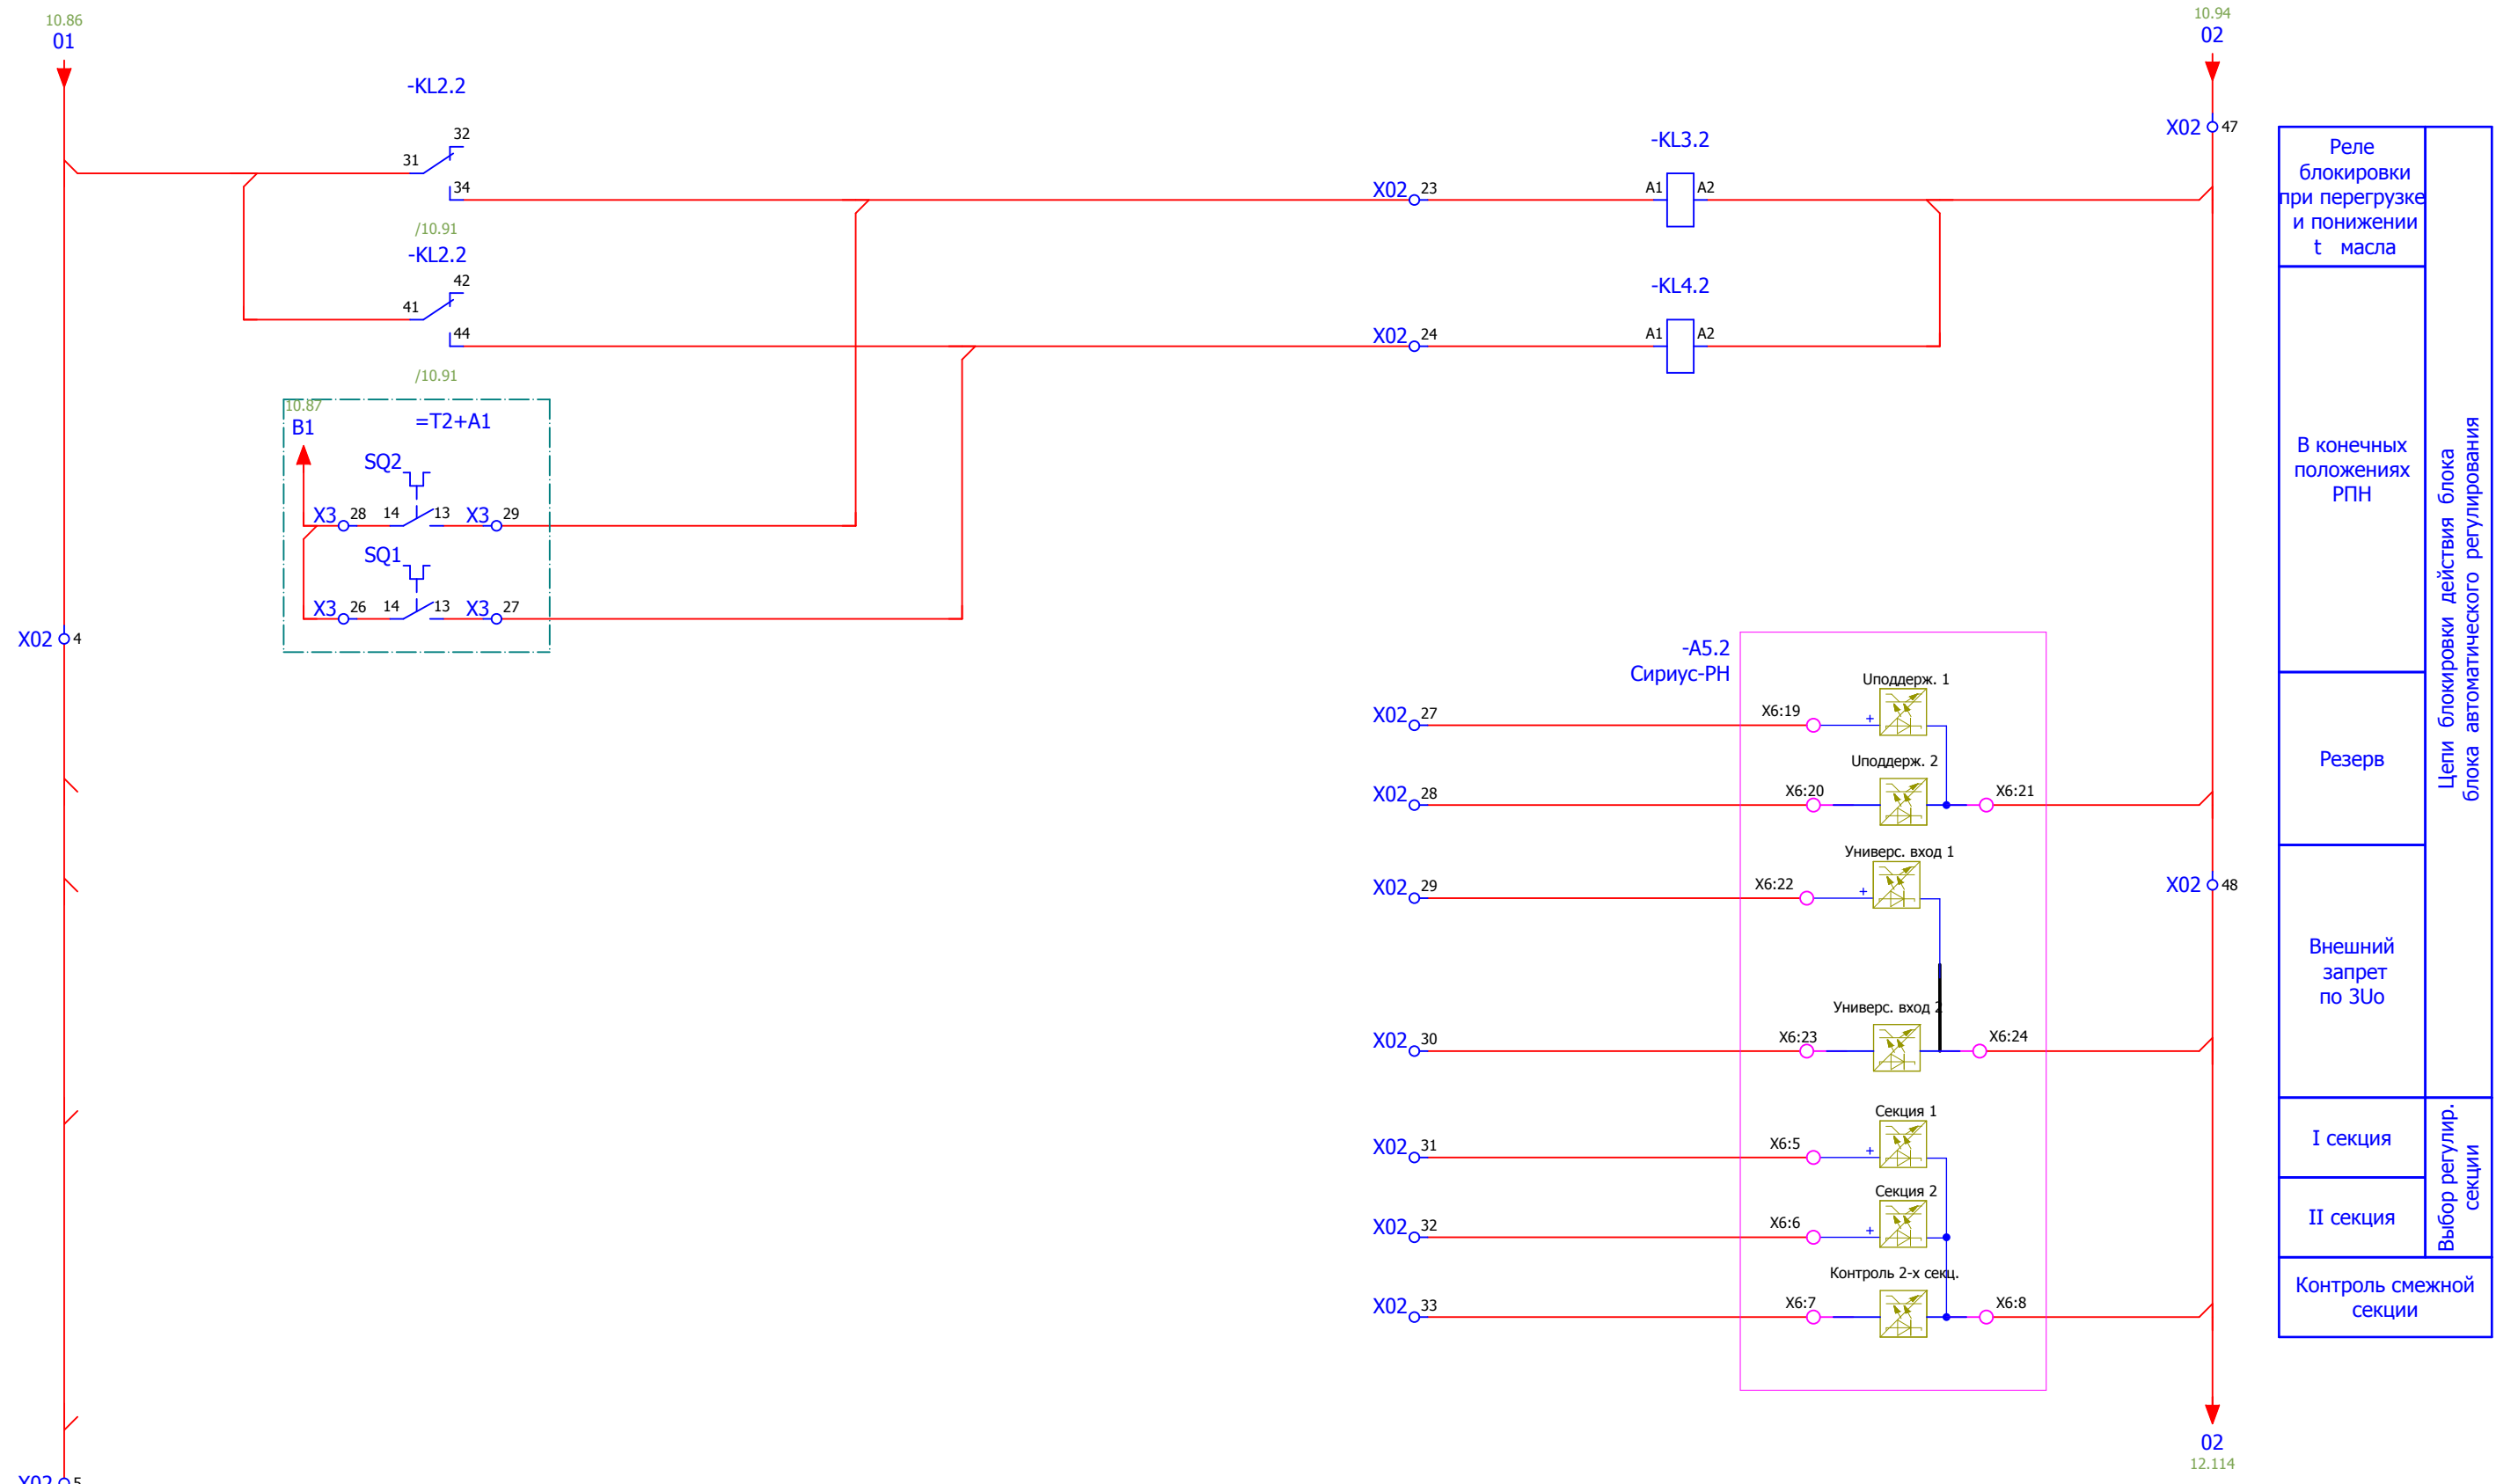 10.86
01
10.94
02
-KL2.2
32
31
34
/10.91
-KL2.2
42
41
44
/10.91
X02 23
-KL3.2
A1 A2
X02 24
-KL4.2
A1 A2
X02 47
10.87
B1
=T2+A1
SQ2
X3 28 14 13 X3 29
SQ1
X3 26 14 13 X3 27
X02 4
-A5.2
Сириус-РН
Uподдерж. 1
X02 27
X6:19
+
Uподдерж. 2
X02 28
X6:20
X6:21
Универс. вход 1
X02 29
X6:22
+
X02 48
Универс. вход 2
X02 30
X6:23
X6:24
Секция 1
X02 31
X6:5
+
Секция 2
X02 32
X6:6
+
Контроль 2-х секц.
X02 33
X6:7
X6:8
02
12.114
X02 5
Реле
блокировки
при перегрузке
и понижении
t масла
В конечных
положениях
РПН
Резерв
Внешний
запрет
по 3Uo
Цепи блокировки действия блока
блока автоматического регулирования
I секция
II секция
Выбор регулир.
секции
Контроль смежной
секции